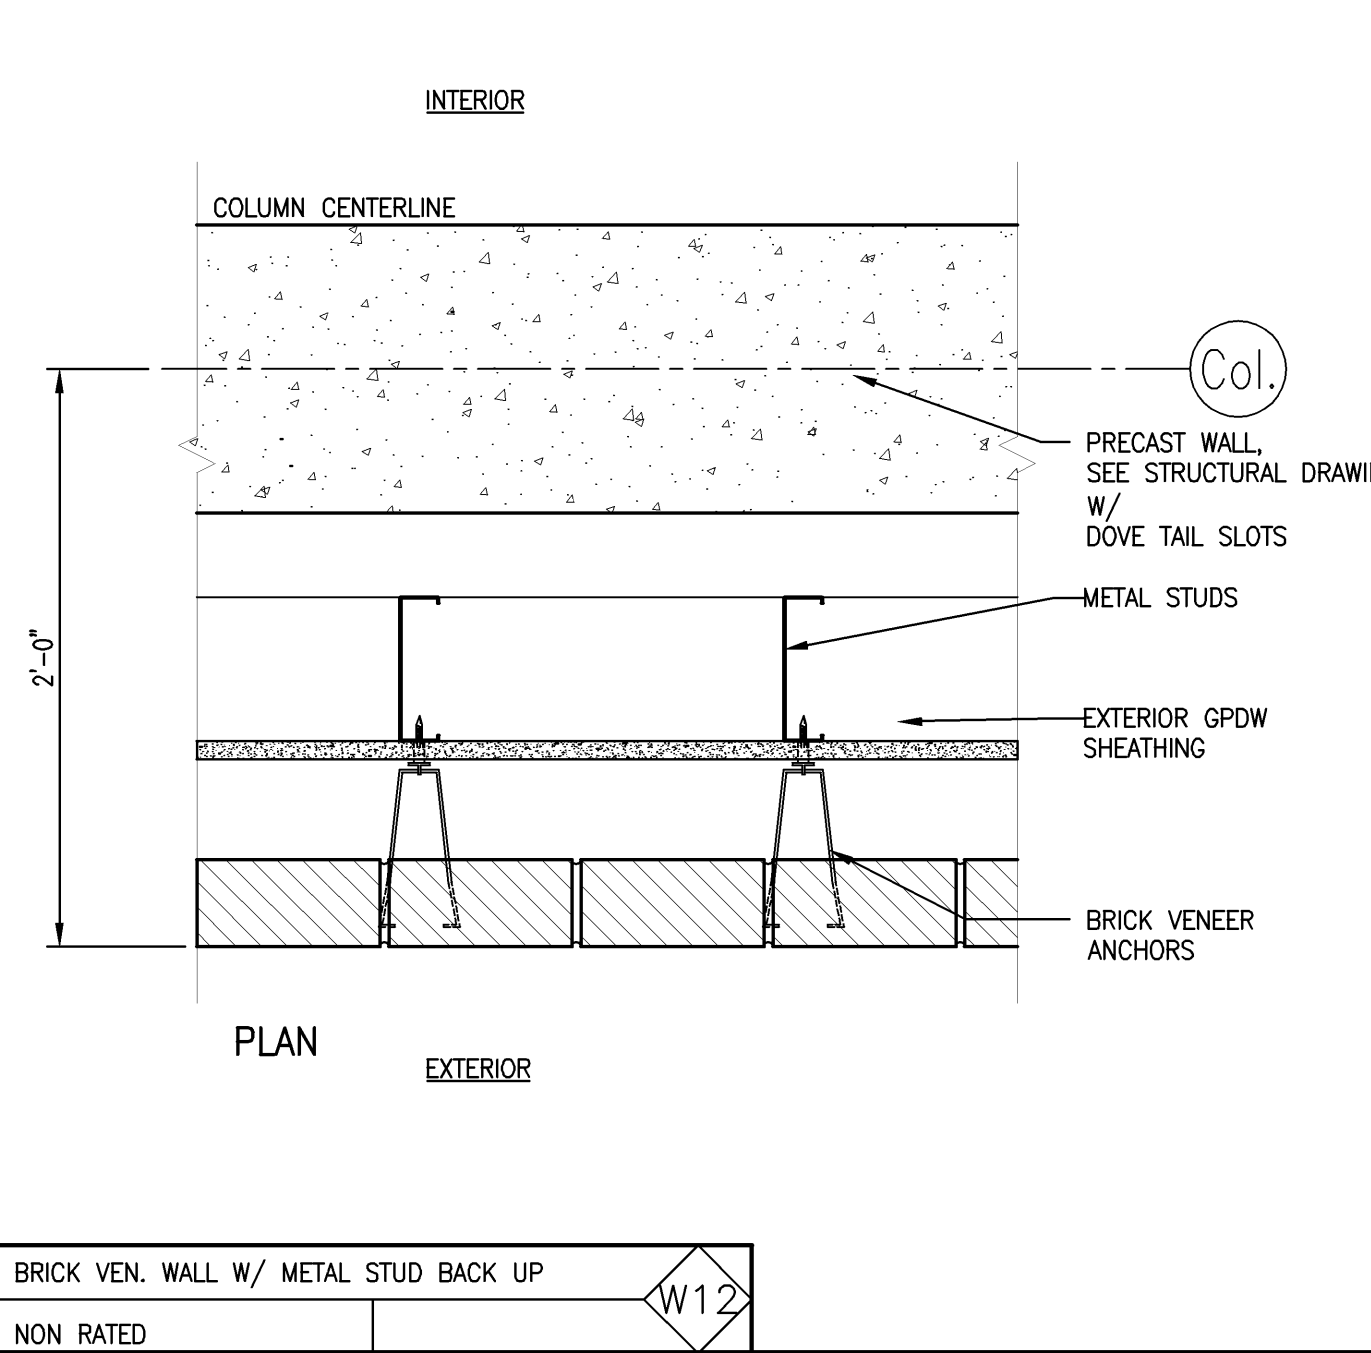 INTERIOR
COLUMN CENTERLINE
Col.
PRECAST WALL,
SEE STRUCTURAL
W/
DOVE TAIL SLOTS
METAL STUDS
2'-0"
EXTERIOR GPDW
SHEATHING
BRICK VENEER
ANCHORS
PLAN
EXTERIOR
BRICK VEN. WALL W/ METAL STUD BACK UP
W12
NON RATED